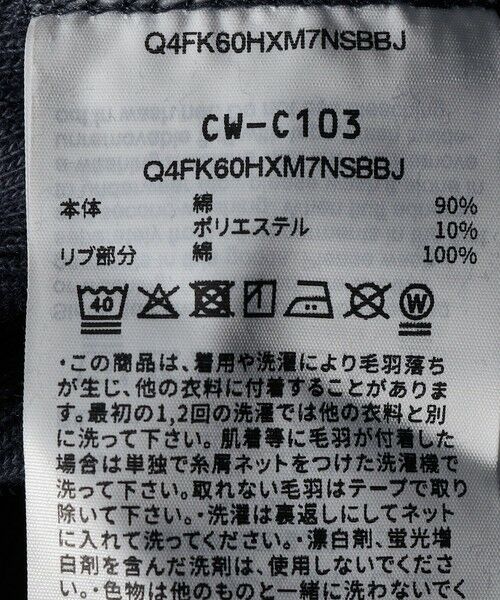 Q4FK60HXM7NSBBJ
CW-C103
Q4FK60HXM7NSBBJ
本体 綿 90%
ポリエステル 10%
リブ部分 綿 100%
40 W
・この商品は、着用や洗濯により毛羽落ち
が生じ、他の衣料に付着することがありま
す。最初の1,2回の洗濯では他の衣料と別
に洗って下さい。肌着等に毛羽が付着した
場合は単独で糸屑ネットをつけた洗濯機で
洗って下さい。取れない毛羽はテープで取り
除いて下さい。・洗濯は裏返しにしてネット
に入れて洗ってください。・漂白剤、蛍光増
白剤を含んだ洗剤は、使用しないでくださ
い。・色物は他のものと一緒に洗わないでく